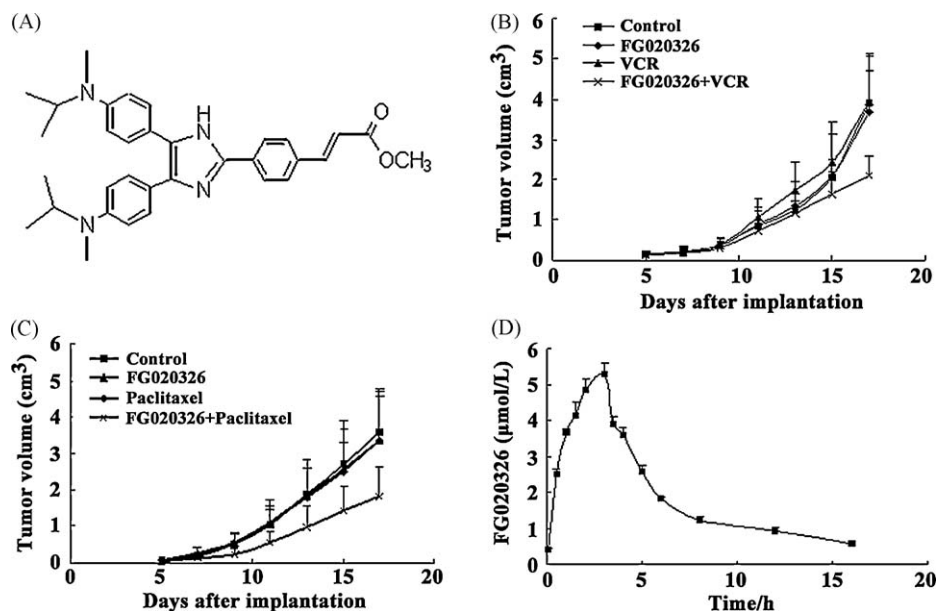 (A)
N
N
H
N
N
O
O
CH3
(B)
Tumor volume (cm3)
6
5
4
3
2
1
0
0
5
10
15
20
Days after implantation
Control
FG020326
VCR
FG020326+VCR
(C)
Tumor volume (cm3)
6
5
4
3
2
1
0
0
5
10
15
20
Days after implantation
Control
FG020326
Paclitaxel
FG020326+Paclitaxel
(D)
FG020326 (μmol/L)
6
5
4
3
2
1
0
0
5
10
15
20
Time/h